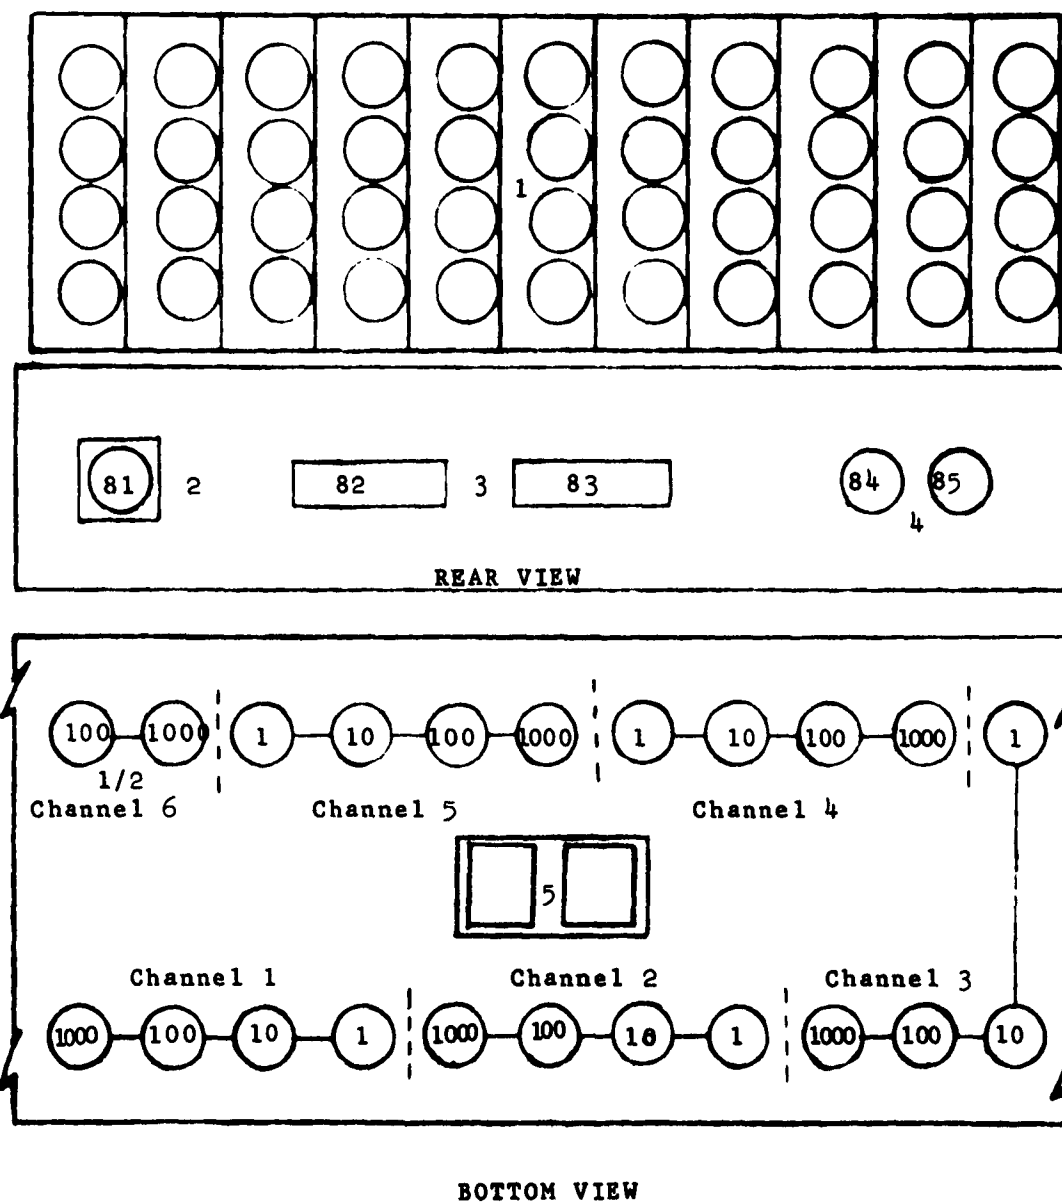 1
81 2 82 3 83 84 85
4
REAR VIEW
100 1000 1 10 100 1000 1 10 100 1000 1
1/2
Channel 6 Channel 5 Channel 4
5
Channel 1 Channel 2 Channel 3
1000 100 10 1 1000 100 10 1 1000 100 10
BOTTOM VIEW